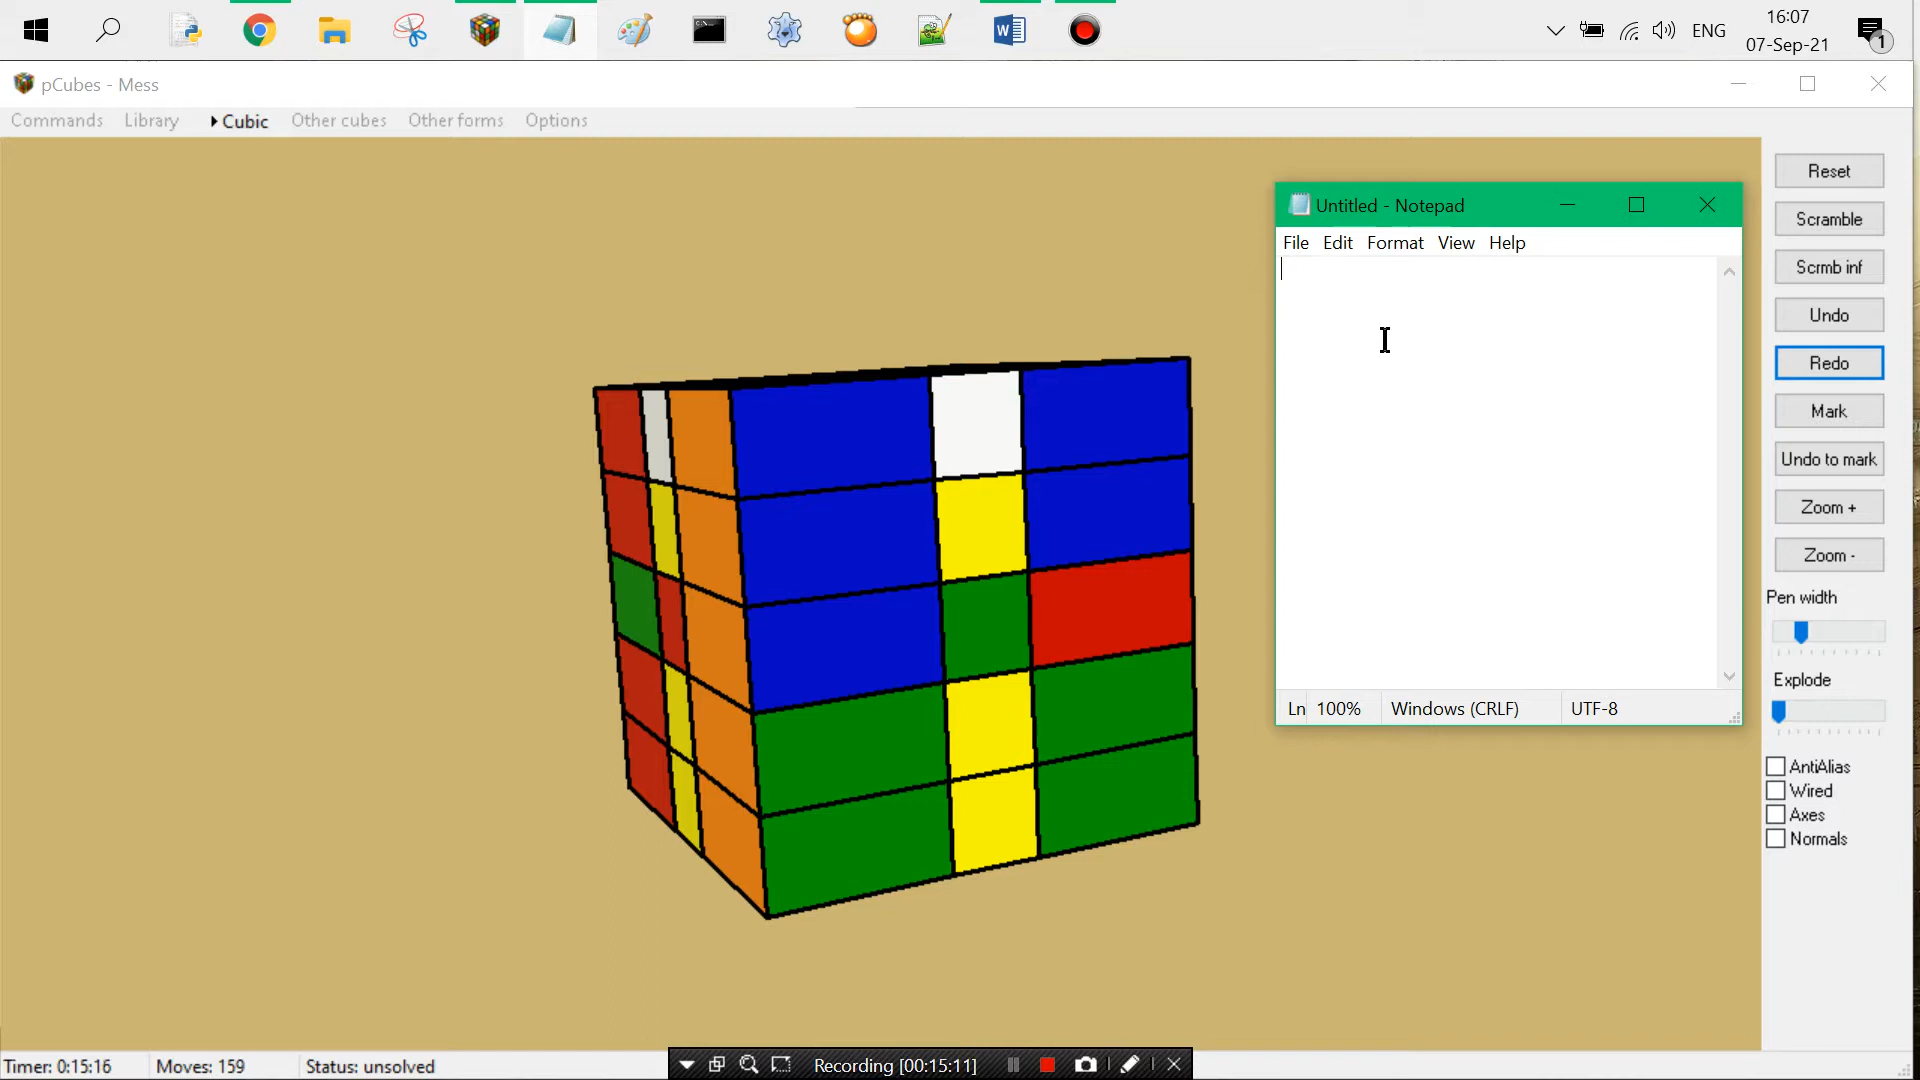 16:07
ENG
07-Sep-21
1
pCubes - Mess
Commands Library Cubic Other cubes Other forms Options
Reset
Scramble
Scrmb inf
Undo
Redo
Mark
Undo to mark
Zoom +
Zoom -
Pen width
Explode
AntiAlias
Wired
Axes
Normals
Untitled - Notepad
File Edit Format View Help
Ln 100% Windows (CRLF) UTF-8
Timer: 0:15:16 Moves: 159 Status: unsolved
Recording [00:15:11]